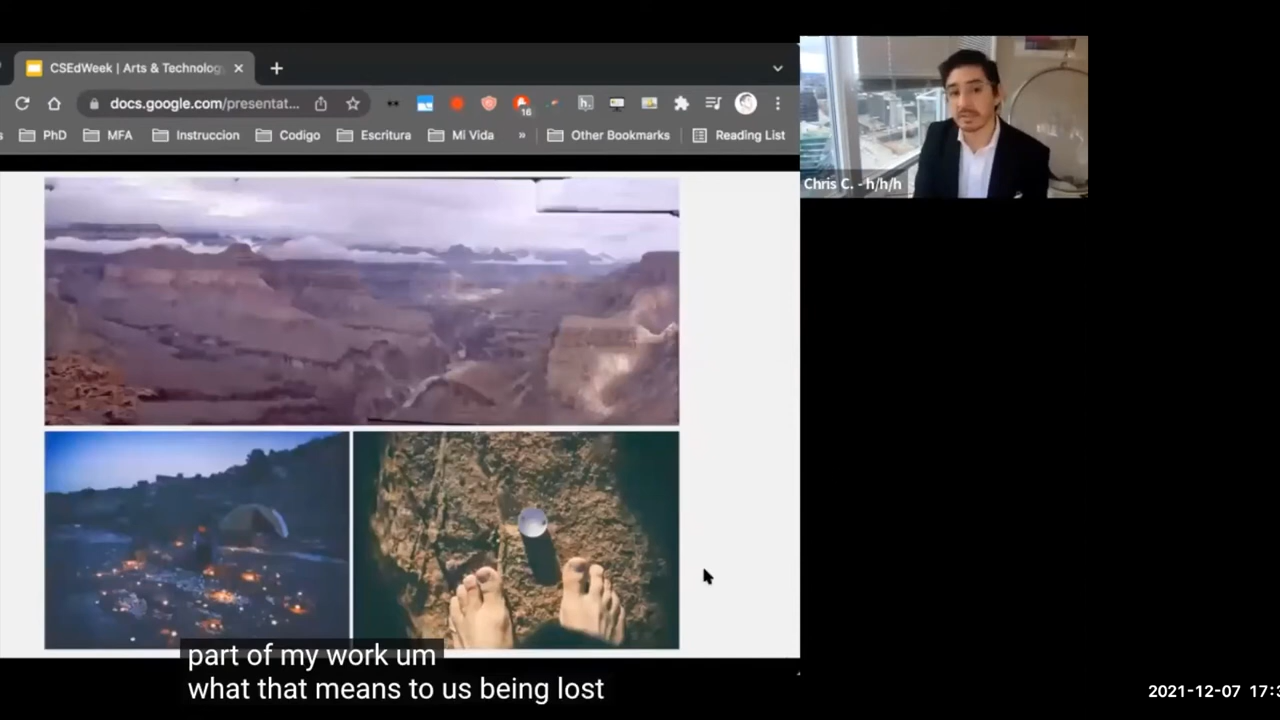 CSEdWeek | Arts & Technolog
docs.google.com/presentat...
h.
16
s PhD MFA Instruccion Codigo Escritura Mi Vida » Other Bookmarks Reading List
Chris C. - h/h/h
part of my work um
what that means to us being lost
2021-12-07 17:3